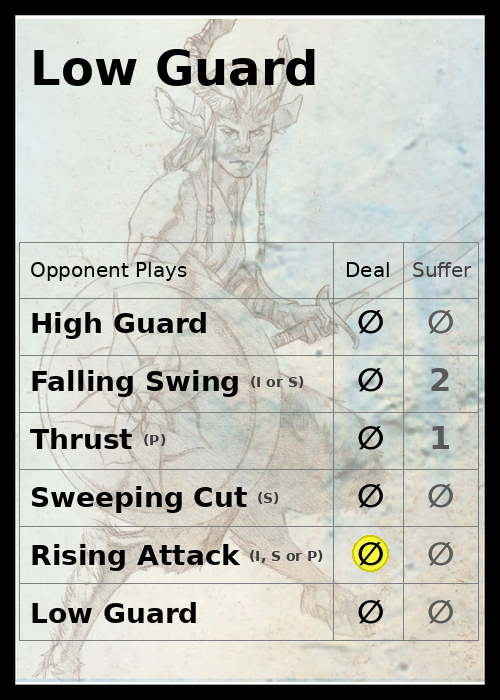 Low Guard
Opponent Plays Deal Suffer
High Guard ∅ ∅
Falling Swing (I or S) ∅ 2
Thrust (P) ∅ 1
Sweeping Cut (S) ∅ ∅
Rising Attack (I, S or P) ∅ ∅
Low Guard ∅ ∅